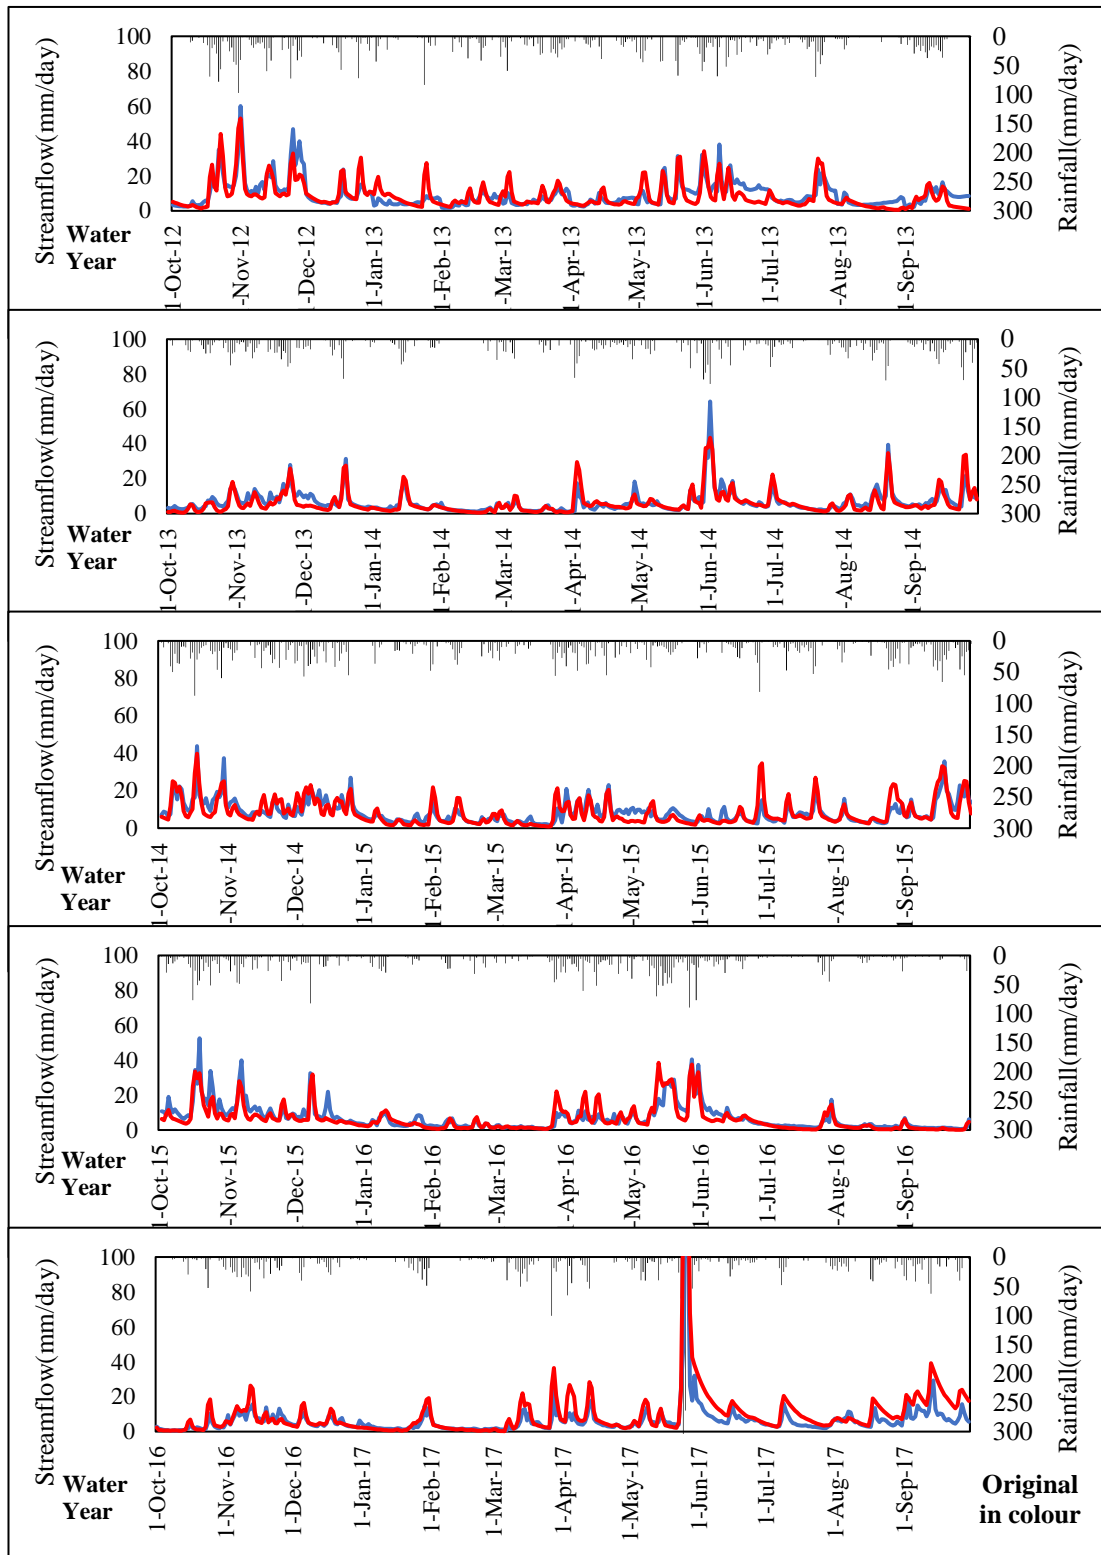 Streamflow(mm/day)
100
80
60
40
20
0
0
50
100
150
200
250
300
Rainfall(mm/day)
Water
Year
1-Oct-12
-Nov-12
1-Dec-12
1-Jan-13
1-Feb-13
1-Mar-13
1-Apr-13
1-May-13
1-Jun-13
1-Jul-13
1-Aug-13
1-Sep-13
Streamflow(mm/day)
100
80
60
40
20
0
0
50
100
150
200
250
300
Rainfall(mm/day)
Water
Year
1-Oct-13
-Nov-13
1-Dec-13
1-Jan-14
1-Feb-14
1-Mar-14
1-Apr-14
1-May-14
1-Jun-14
1-Jul-14
1-Aug-14
1-Sep-14
Streamflow(mm/day)
100
80
60
40
20
0
0
50
100
150
200
250
300
Rainfall(mm/day)
Water
Year
1-Oct-14
-Nov-14
1-Dec-14
1-Jan-15
1-Feb-15
1-Mar-15
1-Apr-15
1-May-15
1-Jun-15
1-Jul-15
-Aug-15
1-Sep-15
Streamflow(mm/day)
100
80
60
40
20
0
0
50
100
150
200
250
300
Rainfall(mm/day)
Water
Year
1-Oct-15
-Nov-15
1-Dec-15
1-Jan-16
1-Feb-16
1-Mar-16
1-Apr-16
1-May-16
1-Jun-16
1-Jul-16
-Aug-16
1-Sep-16
Streamflow(mm/day)
100
80
60
40
20
0
0
50
100
150
200
250
300
Rainfall(mm/day)
Water
Year
1-Oct-16
1-Nov-16
1-Dec-16
1-Jan-17
1-Feb-17
1-Mar-17
1-Apr-17
1-May-17
1-Jun-17
1-Jul-17
1-Aug-17
1-Sep-17
Original
in colour